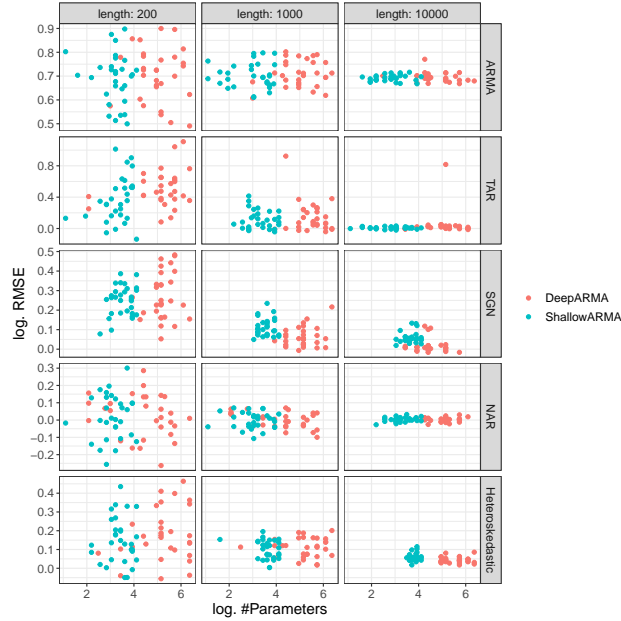 length: 200
length: 1000
length: 10000
0.9
0.8
0.7
0.6
0.5
ARMA
0.8
0.4
0.0
TAR
0.5
0.4
0.3
0.2
0.1
0.0
SGN
0.3
0.2
0.1
0.0
−0.1
−0.2
NAR
0.4
0.3
0.2
0.1
0.0
Heteroskedastic
2 4 6
2 4 6
2 4 6
log. #Parameters
log. RMSE
DeepARMA
ShallowARMA